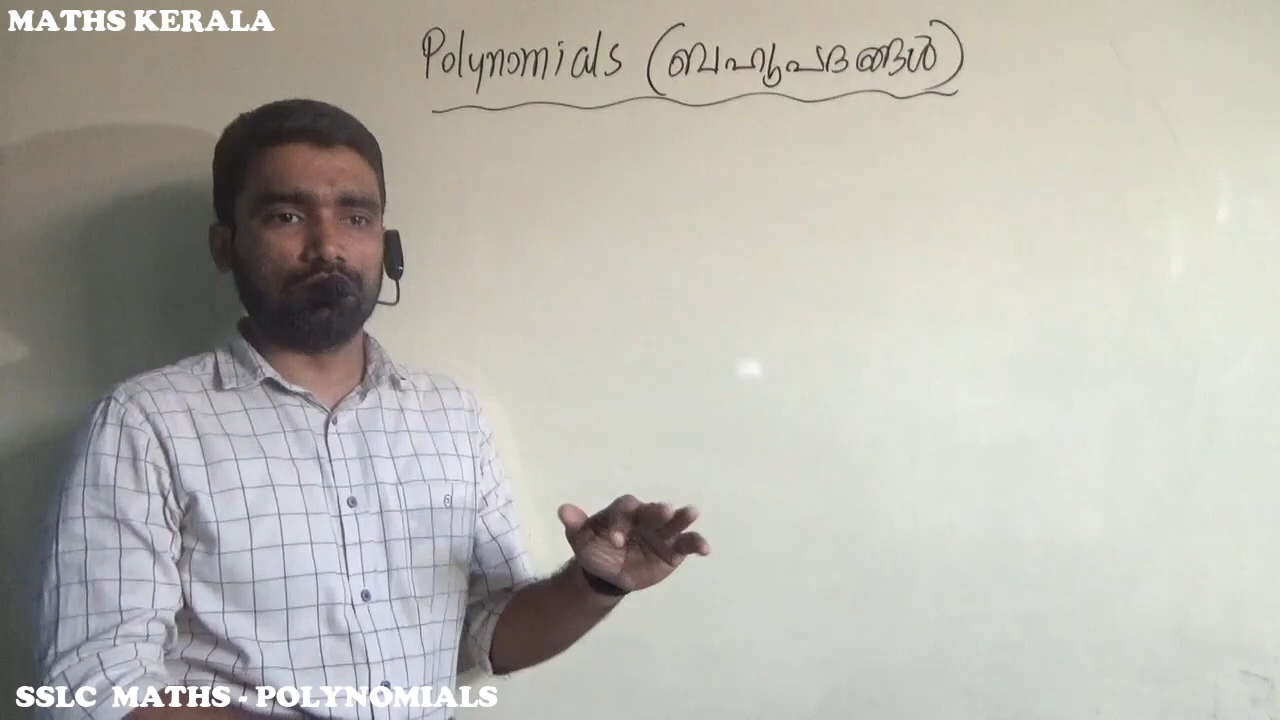 MATHS KERALA
Polynomials (ബഹുപദങ്ങൾ)
SSLC MATHS - POLYNOMIALS